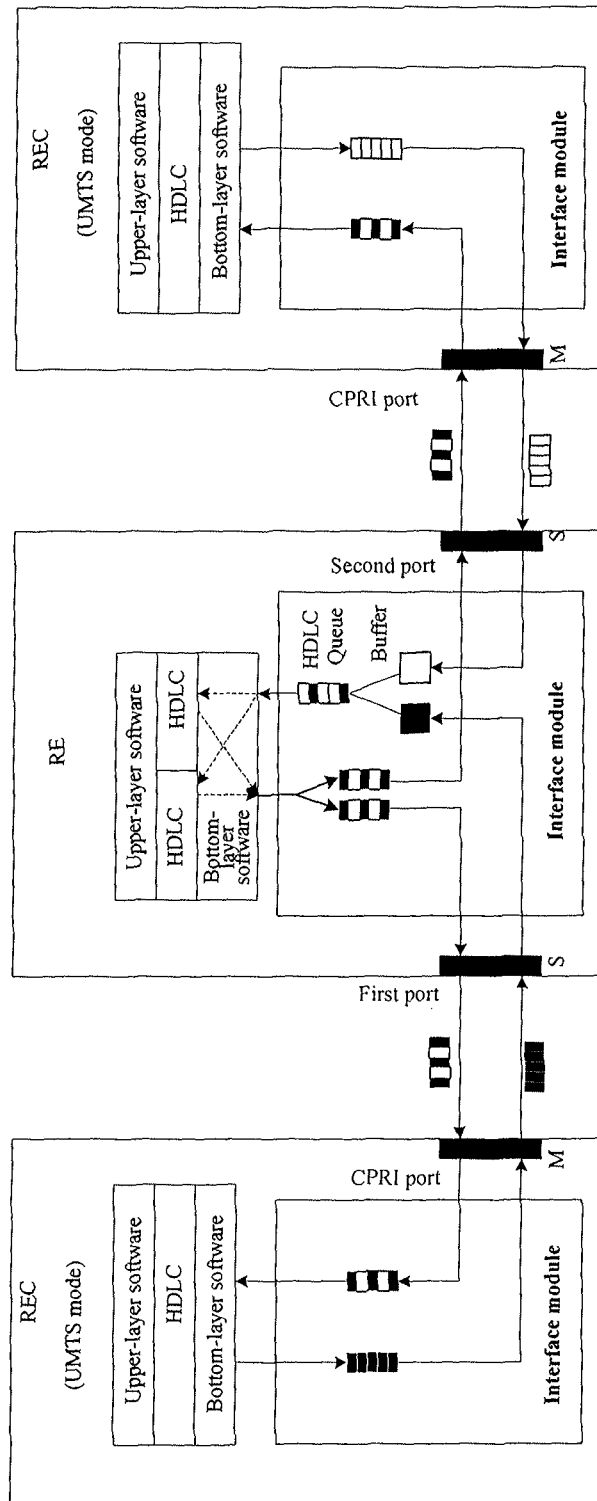 REC
(UMTS mode)
Upper-layer software
HDLC
Bottom-layer software
Interface module
CPRI port
M
First port
S
RE
Upper-layer software
HDLC
HDLC
Bottom-
layer
software
HDLC
Queue
Buffer
Interface module
Second port
S
CPRI port
M
REC
(UMTS mode)
Upper-layer software
HDLC
Bottom-layer software
Interface module